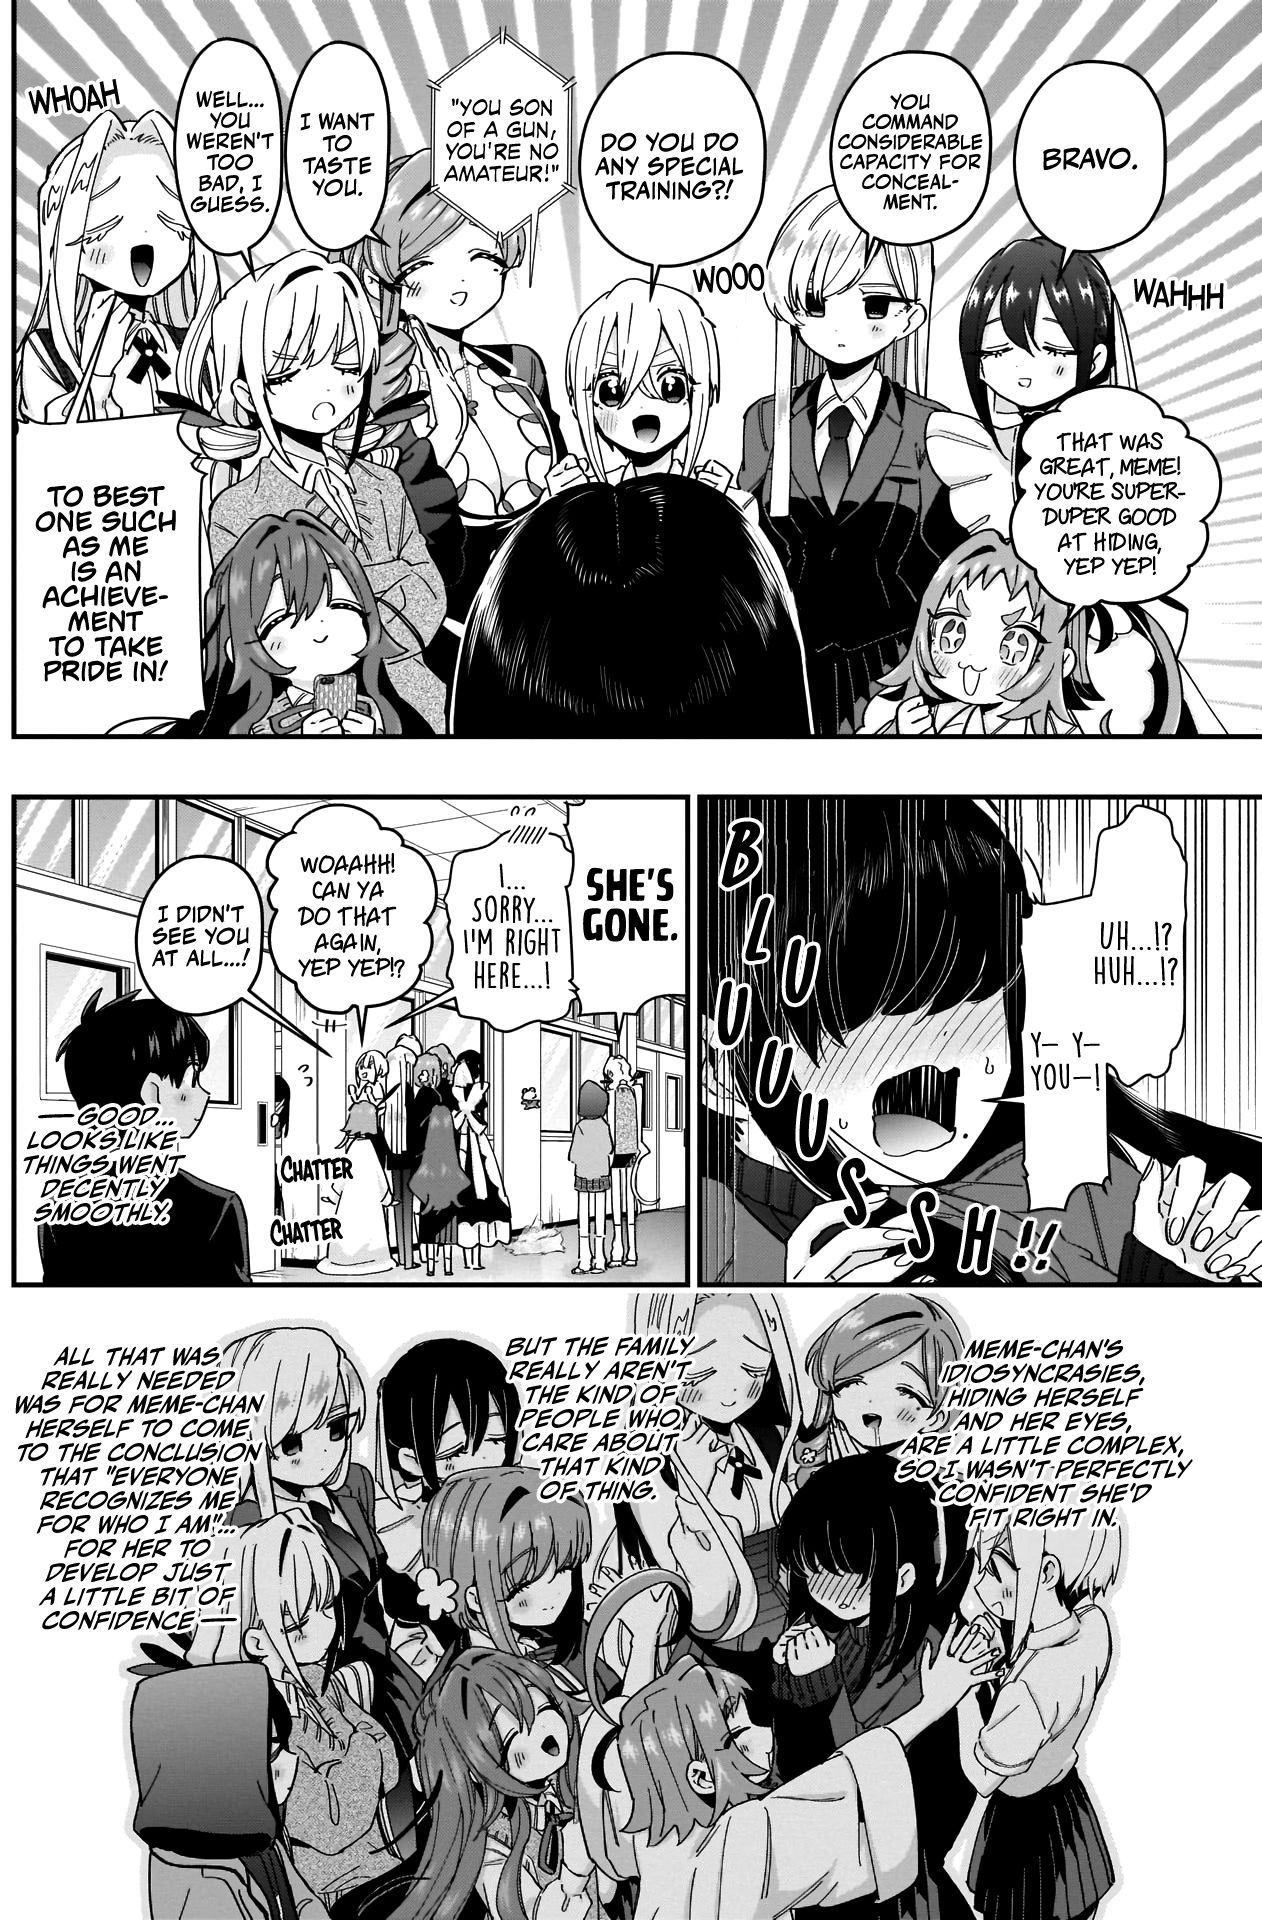 BRAVO.
WAHHH
YOU
COMMAND
CONSIDERABLE
CAPACITY FOR
CONCEAL-
MENT.
THAT WAS
GREAT, MEME!
YOU'RE SUPER-
DUPER GOOD
AT HIDING,
YEP YEP!
DO YOU DO
ANY SPECIAL
TRAINING?!
WOOO
"YOU SON
OF A GUN,
YOU'RE NO
AMATEUR!"
I WANT
TO
TASTE
YOU.
WELL...
YOU
WEREN'T
TOO
BAD, I
GUESS.
WHOAH
TO BEST
ONE SUCH
AS ME
IS AN
ACHIEVE-
MENT
TO TAKE
PRIDE IN!
UH...!?
HUH...!?
Y- Y-
YOU-!
BLUUUUUSSSH!!
SHE'S
GONE.
I...
SORRY...
I'M RIGHT
HERE...!
WOAAHH!
CAN YA
DO THAT
AGAIN,
YEP YEP!?
I DIDN'T
SEE YOU
AT ALL...!
— GOOD...
LOOKS LIKE
THINGS WENT
DECENTLY
SMOOTHLY.
CHATTER
CHATTER
MEME-CHAN'S
IDIOSYNCRASIES,
HIDING HERSELF
AND HER EYES,
ARE A LITTLE COMPLEX,
SO I WASN'T PERFECTLY
CONFIDENT SHE'D
FIT RIGHT IN.
BUT THE FAMILY
REALLY AREN'T
THE KIND OF
PEOPLE WHO
CARE ABOUT
THAT KIND
OF THING.
ALL THAT WAS
REALLY NEEDED
WAS FOR MEME-CHAN
HERSELF TO COME
TO THE CONCLUSION
THAT "EVERYONE
RECOGNIZES ME
FOR WHO I AM"...
FOR HER TO
DEVELOP JUST
A LITTLE BIT OF
CONFIDENCE —